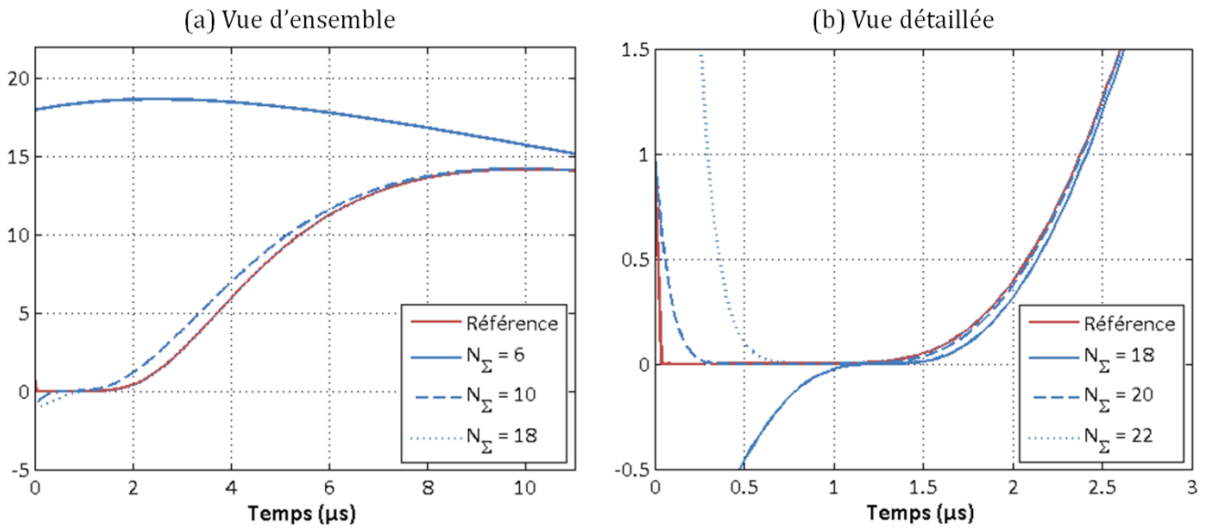 (a) Vue d'ensemble
20
15
10
5
0
-5
0
2
4
6
8
10
Temps (µs)
Référence
N_Σ = 6
N_Σ = 10
N_Σ = 18
(b) Vue détaillée
1.5
1
0.5
0
-0.5
0
0.5
1
1.5
2
2.5
3
Temps (µs)
Référence
N_Σ = 18
N_Σ = 20
N_Σ = 22